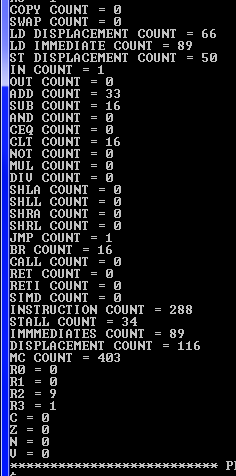 COPY COUNT = 0
SWAP COUNT = 0
LD DISPLACEMENT COUNT = 66
LD IMMEDIATE COUNT = 89
ST DISPLACEMENT COUNT = 50
IN COUNT = 1
OUT COUNT = 0
ADD COUNT = 33
SUB COUNT = 16
AND COUNT = 0
CEQ COUNT = 0
CLT COUNT = 16
NOT COUNT = 0
MUL COUNT = 0
DIV COUNT = 0
SHLA COUNT = 0
SHLL COUNT = 0
SHRA COUNT = 0
SHRL COUNT = 0
JMP COUNT = 1
BR COUNT = 16
CALL COUNT = 0
RET COUNT = 0
RETI COUNT = 0
SIMD COUNT = 0
INSTRUCTION COUNT = 288
STALL COUNT = 34
IMMMEDIATES COUNT = 89
DISPLACEMENT COUNT = 116
MC COUNT = 403
R0 = 0
R1 = 0
R2 = 9
R3 = 1
C = 0
Z = 0
N = 0
V = 0
************************** P